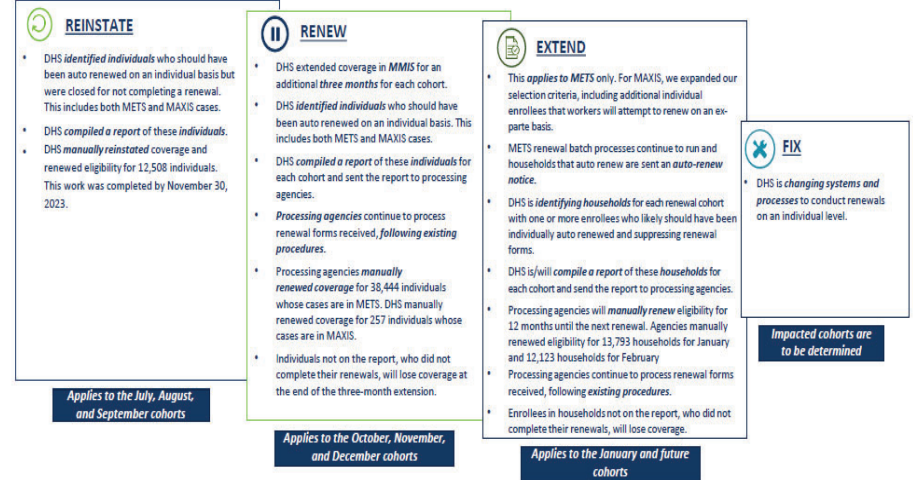 REINSTATE
• DHS identified individuals who should have
been auto renewed on an individual basis but
were closed for not completing a renewal.
This includes both METS and MAXIS cases.
• DHS compiled a report of these individuals.
• DHS manually reinstated coverage and
renewed eligibility for 12,508 individuals.
This work was completed by November 30,
2023.
Applies to the July, August,
and September cohorts
RENEW
• DHS extended coverage in MMIS for an
additional three months for each cohort.
• DHS identified individuals who should have
been auto renewed on an individual basis. This
includes both METS and MAXIS cases.
• DHS compiled a report of these individuals for
each cohort and sent the report to processing
agencies.
• Processing agencies continue to process
renewal forms received, following existing
procedures.
• Processing agencies manually
renewed coverage for 38,444 individuals
whose cases are in METS. DHS manually
renewed coverage for 257 individuals whose
cases are in MAXIS.
• Individuals not on the report, who did not
complete their renewals, will lose coverage at
the end of the three-month extension.
Applies to the October, November,
and December cohorts
EXTEND
• This applies to METS only. For MAXIS, we expanded our
selection criteria, including additional individual
enrollees that workers will attempt to renew on an ex-
parte basis.
• METS renewal batch processes continue to run and
households that auto renew are sent an auto-renew
notice.
• DHS is identifying households for each renewal cohort
with one or more enrollees who likely should have been
individually auto renewed and suppressing renewal
forms.
• DHS is/will compile a report of these households for
each cohort and send the report to processing agencies.
• Processing agencies will manually renew eligibility for
12 months until the next renewal. Agencies manually
renewed eligibility for 13,793 households for January
and 12,123 households for February
• Processing agencies continue to process renewal forms
received, following existing procedures.
• Enrollees in households not on the report, who did not
complete their renewals, will lose coverage.
Applies to the January and future
cohorts
FIX
• DHS is changing systems and
processes to conduct renewals
on an individual level.
Impacted cohorts are
to be determined